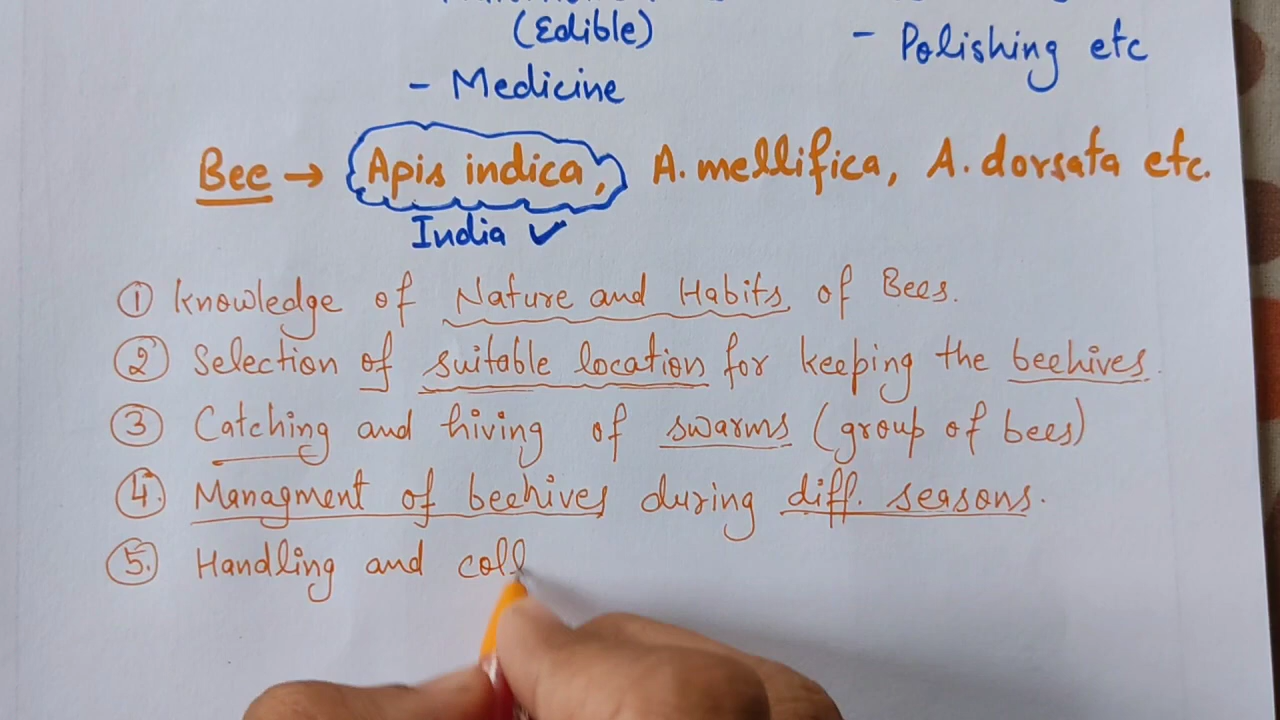 (Edible)
- Polishing etc
- Medicine
Bee → Apis indica, A. mellifica, A. dorsata etc.
India ✓
① Knowledge of Nature and Habits of Bees.
② Selection of suitable location for keeping the beehives.
③ Catching and hiving of swarms (group of bees)
④. Managment of beehives during diff. seasons.
⑤. Handling and coll